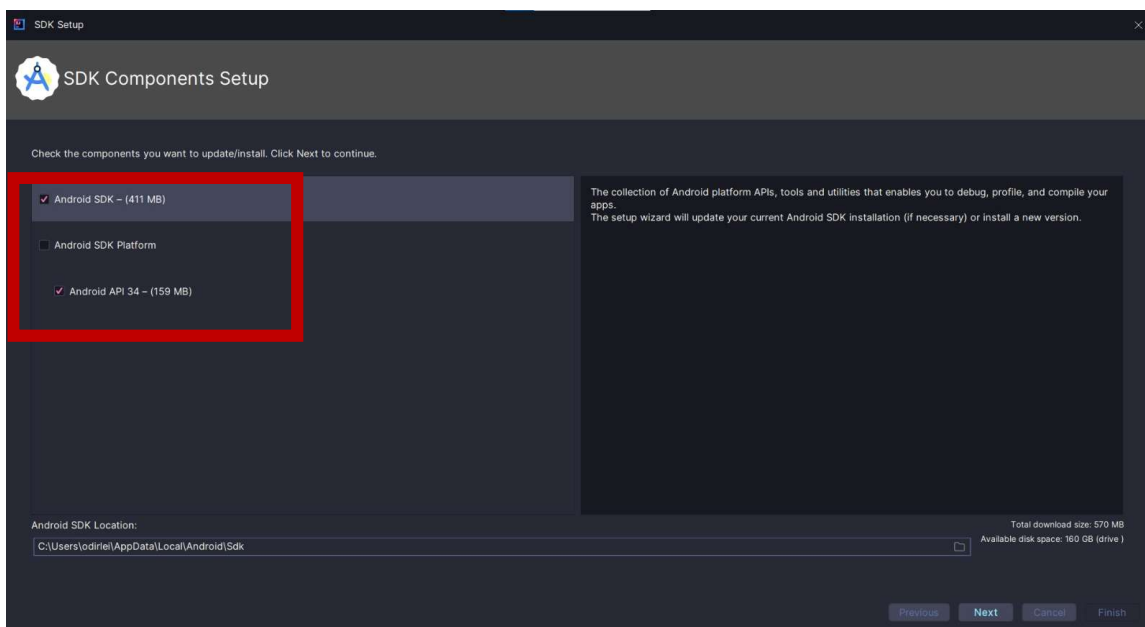 SDK Setup
SDK Components Setup
Check the components you want to update/install. Click Next to continue.
Android SDK – (411 MB)
Android SDK Platform
Android API 34 – (159 MB)
The collection of Android platform APIs, tools and utilities that enables you to debug, profile, and compile your
apps.
The setup wizard will update your current Android SDK installation (if necessary) or install a new version.
Android SDK Location:
C:\Users\odirlei\AppData\Local\Android\Sdk
Total download size: 570 MB
Available disk space: 160 GB (drive )
Previous Next Cancel Finish